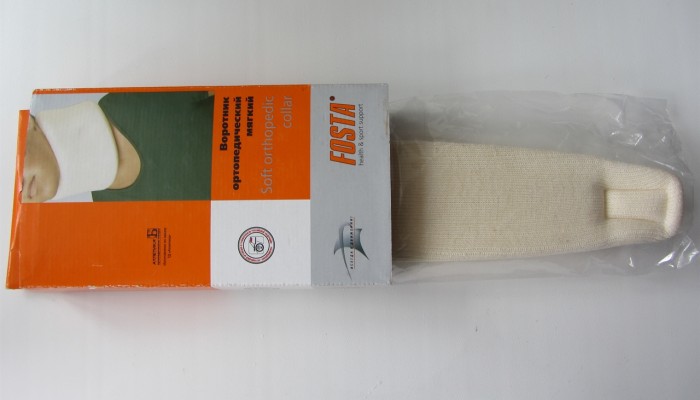 Воротник
ортопедический
мягкий
Soft orthopedic
collar
FOSTA
health & sport support